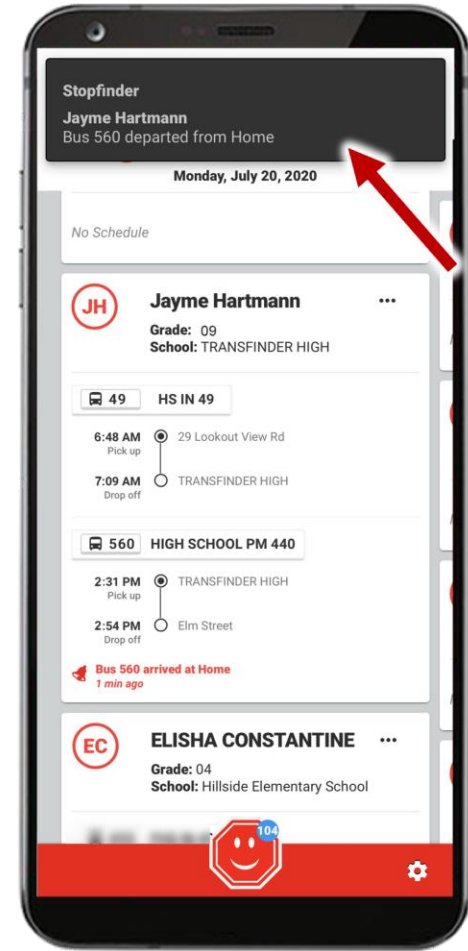 Stopfinder
Jayme Hartmann
Bus 560 departed from Home
Monday, July 20, 2020
No Schedule
JH
Jayme Hartmann
Grade: 09
School: TRANSFINDER HIGH
49 HS IN 49
6:48 AM 29 Lookout View Rd
Pick up
7:09 AM TRANSFINDER HIGH
Drop off
560 HIGH SCHOOL PM 440
2:31 PM TRANSFINDER HIGH
Pick up
2:54 PM Elm Street
Drop off
Bus 560 arrived at Home
1 min ago
EC
ELISHA CONSTANTINE
Grade: 04
School: Hillside Elementary School
104